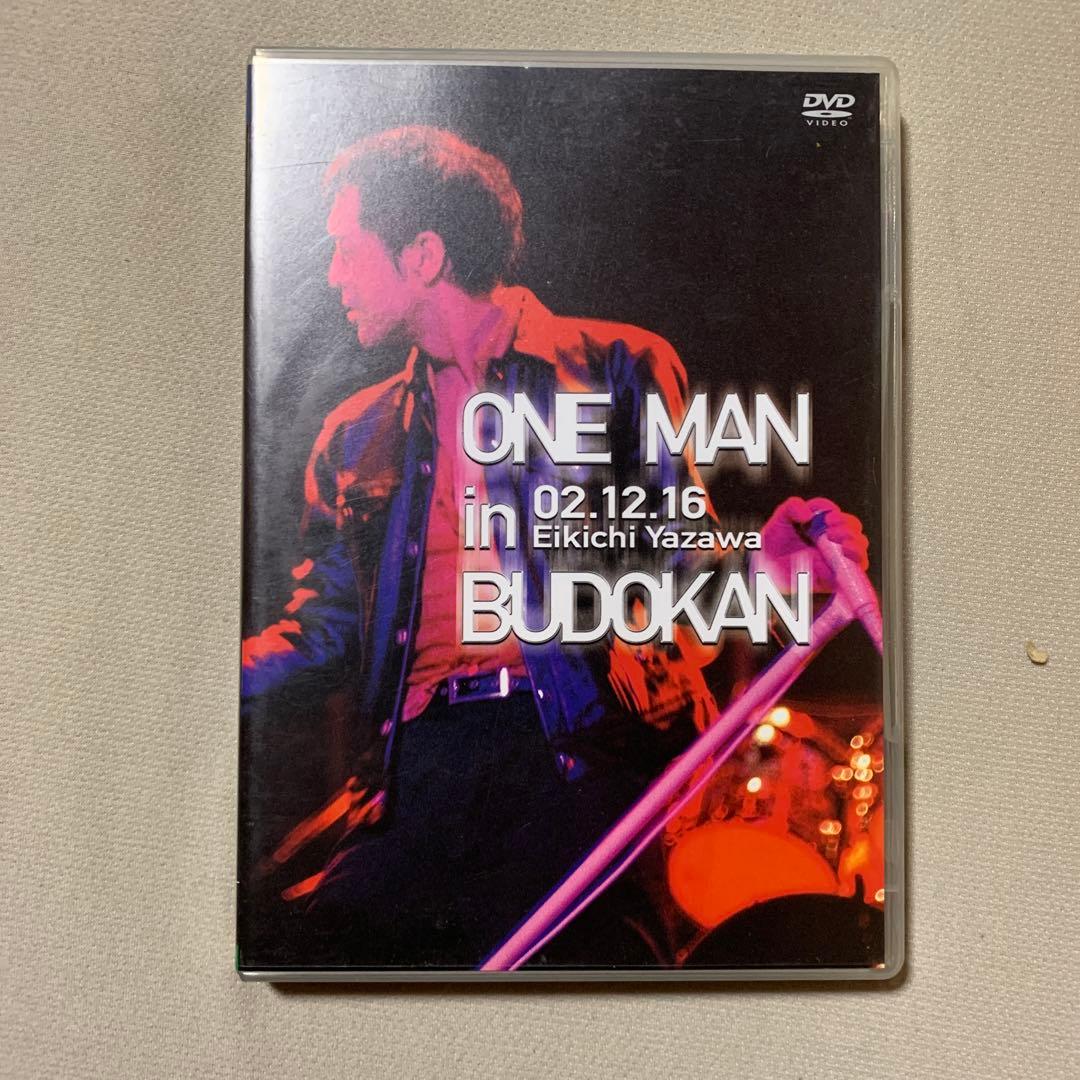 DVD
VIDEO
ONE MAN
in 02.12.16
Eikichi Yazawa
BUDOKAN